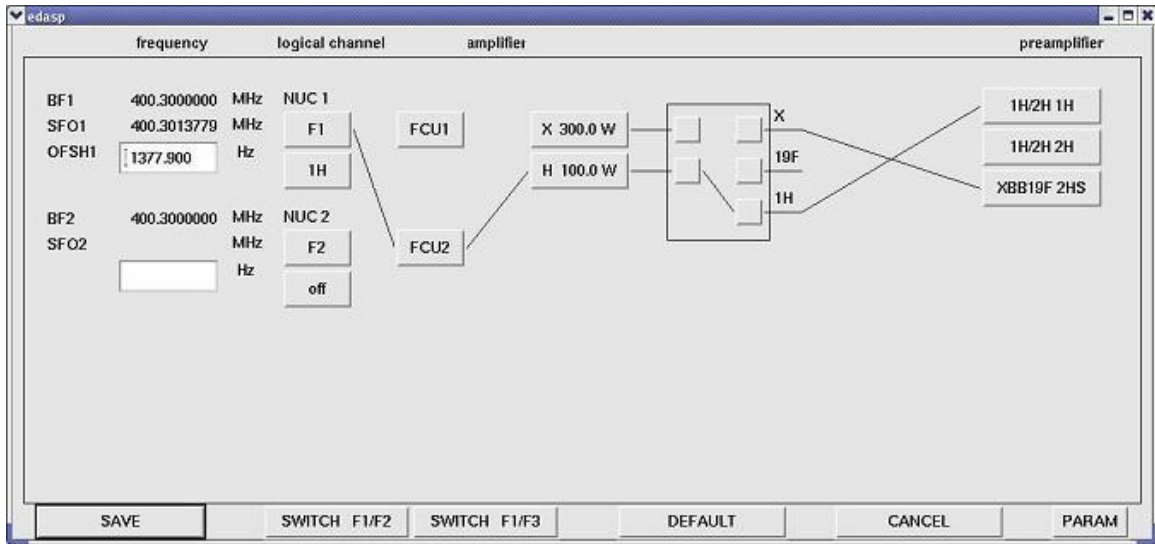 edasp
frequency logical channel amplifier preamplifier
BF1 400.3000000 MHz NUC 1
SFO1 400.3013779 MHz F1 FCU1 X 300.0 W X 1H/2H 1H
OFSH1 1377.900 Hz 1H H 100.0 W 19F 1H/2H 2H
1H XBB19F 2HS
BF2 400.3000000 MHz NUC 2
SFO2 MHz F2 FCU2
Hz off
SAVE SWITCH F1/F2 SWITCH F1/F3 DEFAULT CANCEL PARAM